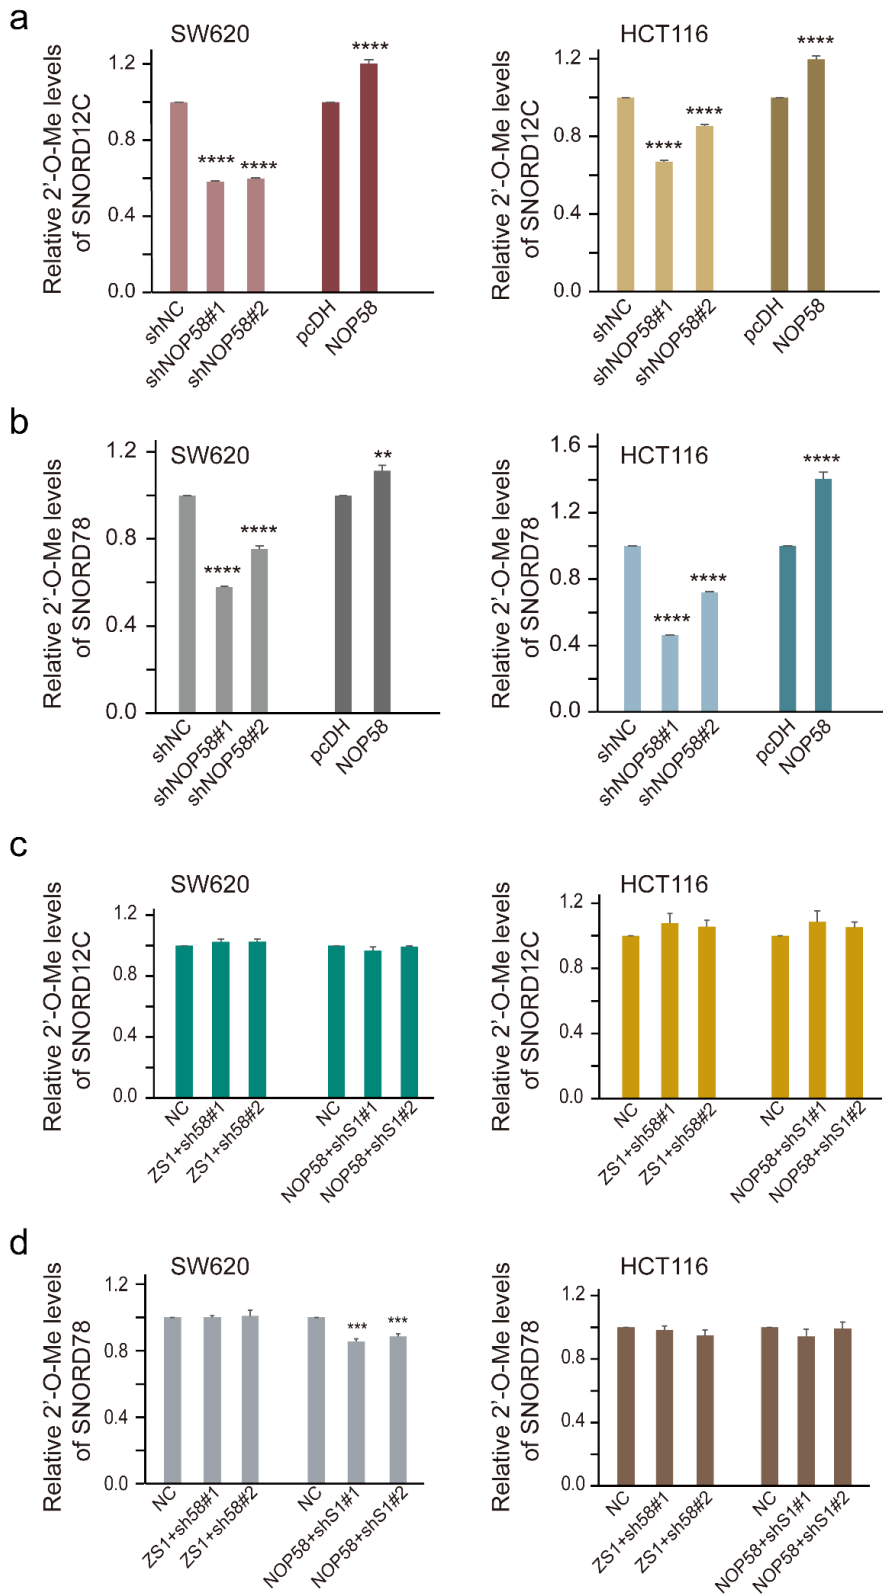 a
SW620
Relative 2'-O-Me levels
of SNORD12C
1.2
0.8
0.4
0.0
****
****
****
shNC
shNOP58#1
shNOP58#2
pcDH
NOP58
HCT116
Relative 2'-O-Me levels
of SNORD12C
1.2
0.8
0.4
0.0
****
****
****
shNC
shNOP58#1
shNOP58#2
pcDH
NOP58
b
SW620
Relative 2'-O-Me levels
of SNORD78
1.2
0.8
0.4
0.0
****
****
**
shNC
shNOP58#1
shNOP58#2
pcDH
NOP58
HCT116
Relative 2'-O-Me levels
of SNORD78
1.6
1.2
0.8
0.4
0.0
****
****
****
shNC
shNOP58#1
shNOP58#2
pcDH
NOP58
c
SW620
Relative 2'-O-Me levels
of SNORD12C
1.2
0.8
0.4
0.0
NC
ZS1+sh58#1
ZS1+sh58#2
NC
NOP58+shS1#1
NOP58+shS1#2
HCT116
Relative 2'-O-Me levels
of SNORD12C
1.2
0.8
0.4
0.0
NC
ZS1+sh58#1
ZS1+sh58#2
NC
NOP58+shS1#1
NOP58+shS1#2
d
SW620
Relative 2'-O-Me levels
of SNORD78
1.2
0.8
0.4
0.0
***
***
NC
ZS1+sh58#1
ZS1+sh58#2
NC
NOP58+shS1#1
NOP58+shS1#2
HCT116
Relative 2'-O-Me levels
of SNORD78
1.2
0.8
0.4
0.0
NC
ZS1+sh58#1
ZS1+sh58#2
NC
NOP58+shS1#1
NOP58+shS1#2